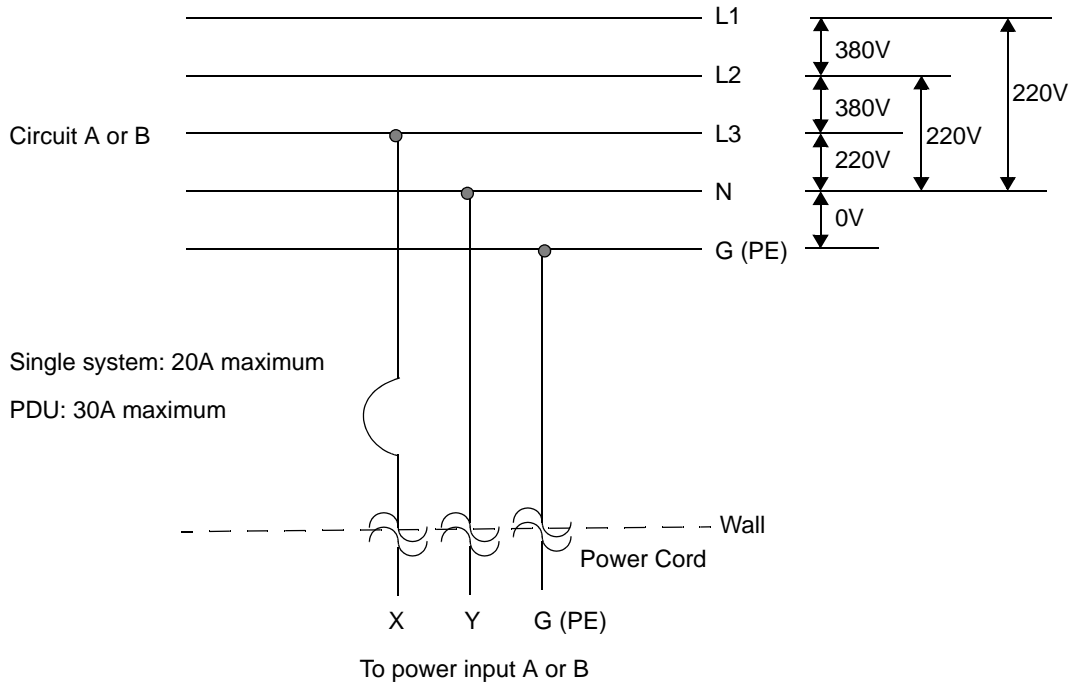 L1
380V
L2
220V
380V
Circuit A or B
L3
220V
220V
N
0V
G (PE)
Single system: 20A maximum
PDU: 30A maximum
Wall
Power Cord
X
Y
G (PE)
To power input A or B